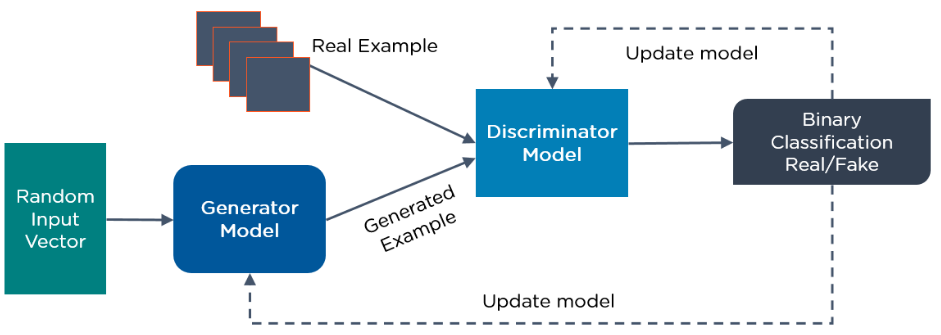 Real Example
Update model
Discriminator
Model
Binary
Classification
Real/Fake
Random
Input
Vector
Generator
Model
Generated
Example
Update model